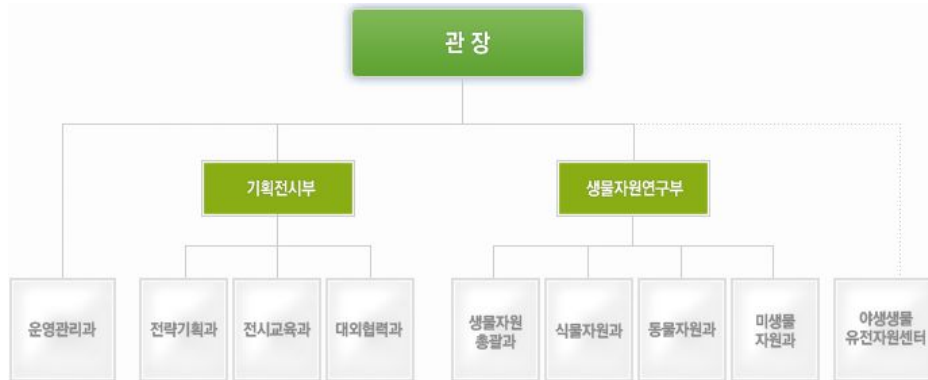 관 장
기획전시부
생물자원연구부
운영관리과
전략기획과
전시교육과
대외협력과
생물자원
총괄과
식물자원과
동물자원과
미생물
자원과
야생생물
유전자원센터